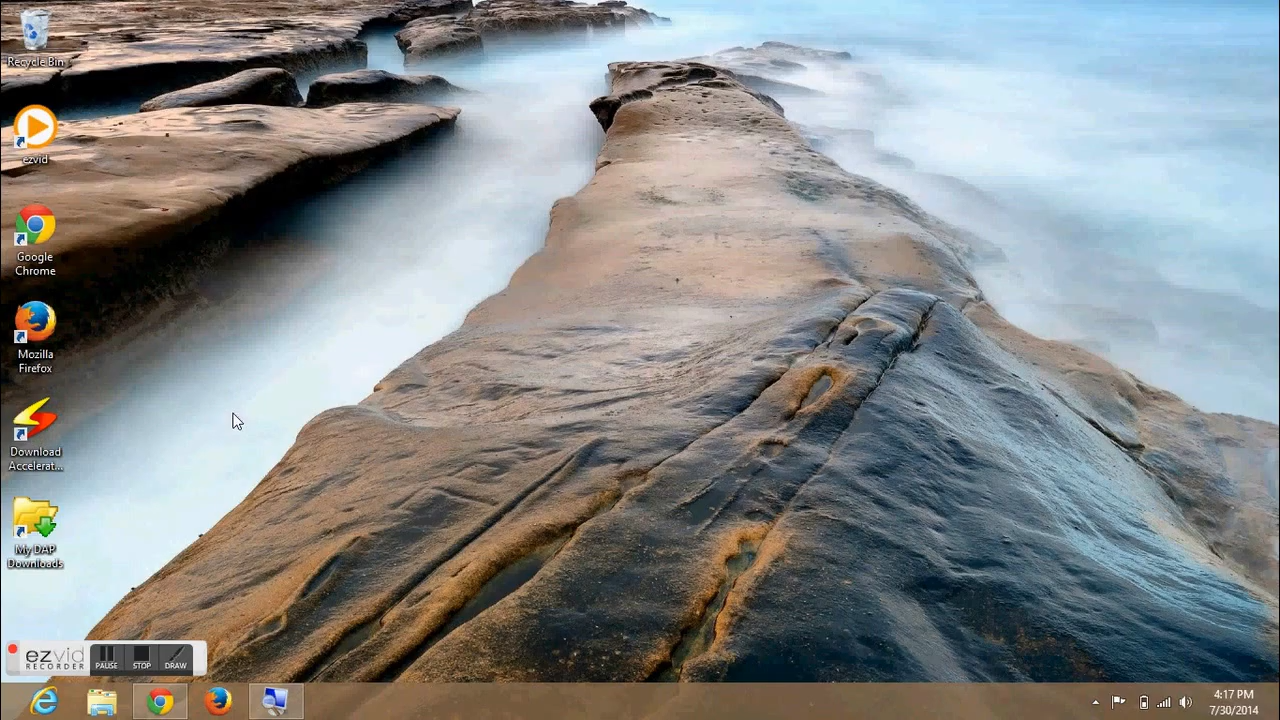 Recycle Bin
ezvid
Google
Chrome
Mozilla
Firefox
Download
Accelerat...
My DAP
Downloads
ezvid
RECORDER
PAUSE
STOP
DRAW
4:17 PM
7/30/2014